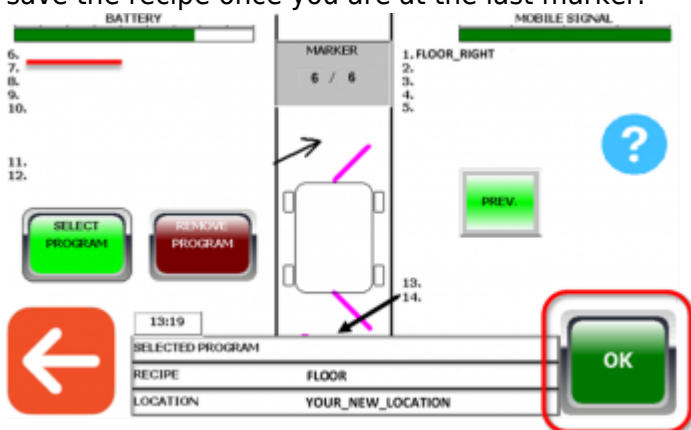 save the recipe once you are at the last marker.
BATTERY
MOBILE SIGNAL
6.
7.
8.
9.
10.
11.
12.
MARKER
6 / 6
1. FLOOR_RIGHT
2.
3.
4.
5.
?
SELECT
PROGRAM
REMOVE
PROGRAM
PREV.
13.
14.
13:19
SELECTED PROGRAM
RECIPE FLOOR
LOCATION YOUR_NEW_LOCATION
OK